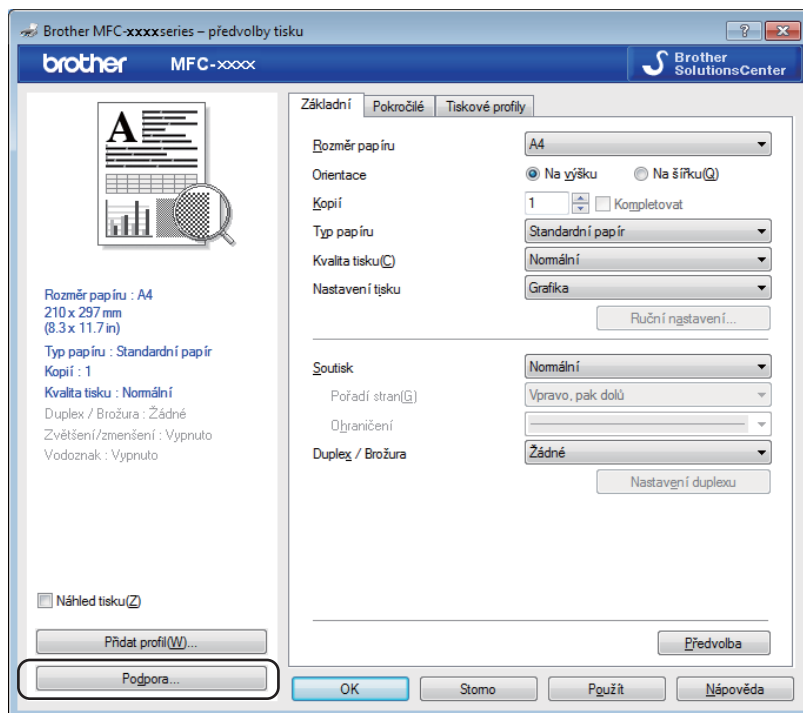 Brother MFC-xxxxseries – předvolby tisku
brother MFC-xxxx
Brother
SolutionsCenter
A
Rozměr papíru : A4
210 x 297 mm
(8.3 x 11.7 in)
Typ papíru : Standardní papír
Kopií : 1
Kvalita tisku : Normální
Duplex / Brožura : Žádné
Zvětšení/zmenšení : Vypnuto
Vodoznak : Vypnuto
Náhled tisku(Z)
Přidat profil(W)...
Podpora...
Základní Pokročilé Tiskové profily
Rozměr papíru A4
Orientace Na výšku Na šířku(Q)
Kopií 1 Kompletovat
Typ papíru Standardní papír
Kvalita tisku(C) Normální
Nastavení tisku Grafika
Ruční nastavení...
Soutisk Normální
Pořadí stran(G) Vpravo, pak dolů
Ohraničení
Duplex / Brožura Žádné
Nastavení duplexu
Předvolba
OK Storno Použít Nápověda